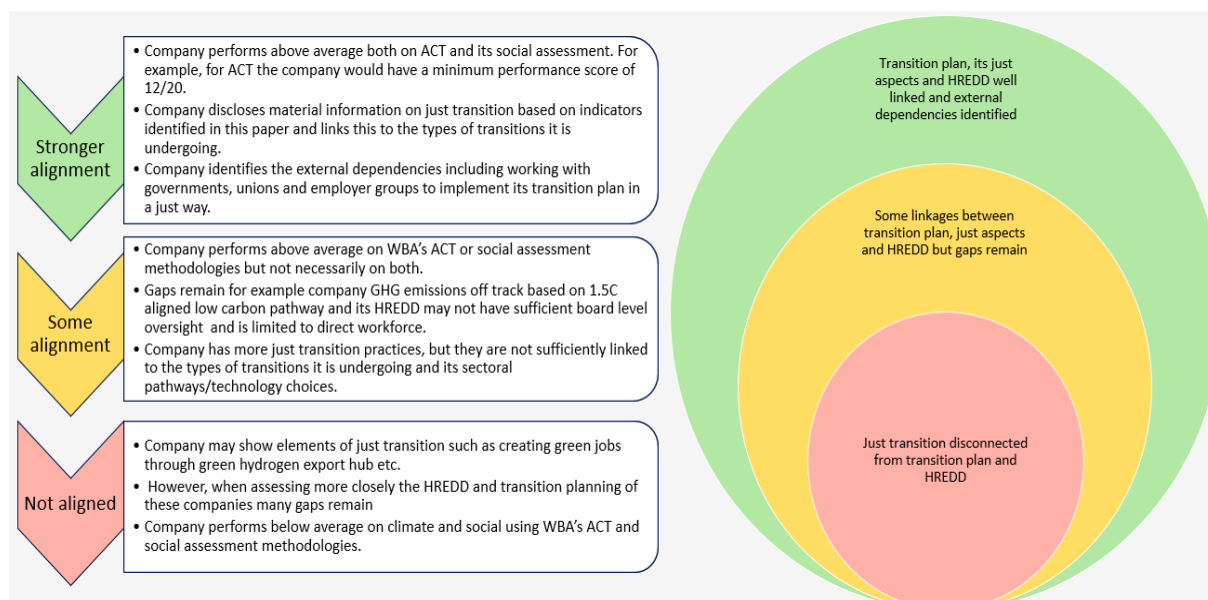 Stronger
alignment
• Company performs above average both on ACT and its social assessment. For
example, for ACT the company would have a minimum performance score of
12/20.
• Company discloses material information on just transition based on indicators
identified in this paper and links this to the types of transitions it is
undergoing.
• Company identifies the external dependencies including working with
governments, unions and employer groups to implement its transition plan in
a just way.
Some
alignment
• Company performs above average on WBA's ACT or social assessment
methodologies but not necessarily on both.
• Gaps remain for example company GHG emissions off track based on 1.5C
aligned low carbon pathway and its HREDD may not have sufficient board level
oversight and is limited to direct workforce.
• Company has more just transition practices, but they are not sufficiently linked
to the types of transitions it is undergoing and its sectoral
pathways/technology choices.
Not aligned
• Company may show elements of just transition such as creating green jobs
through green hydrogen export hub etc.
• However, when assessing more closely the HREDD and transition planning of
these companies many gaps remain
• Company performs below average on climate and social using WBA's ACT and
social assessment methodologies.
Transition plan, its just
aspects and HREDD well
linked and external
dependencies identified
Some linkages between
transition plan, just aspects
and HREDD but gaps remain
Just transition disconnected
from transition plan and
HREDD